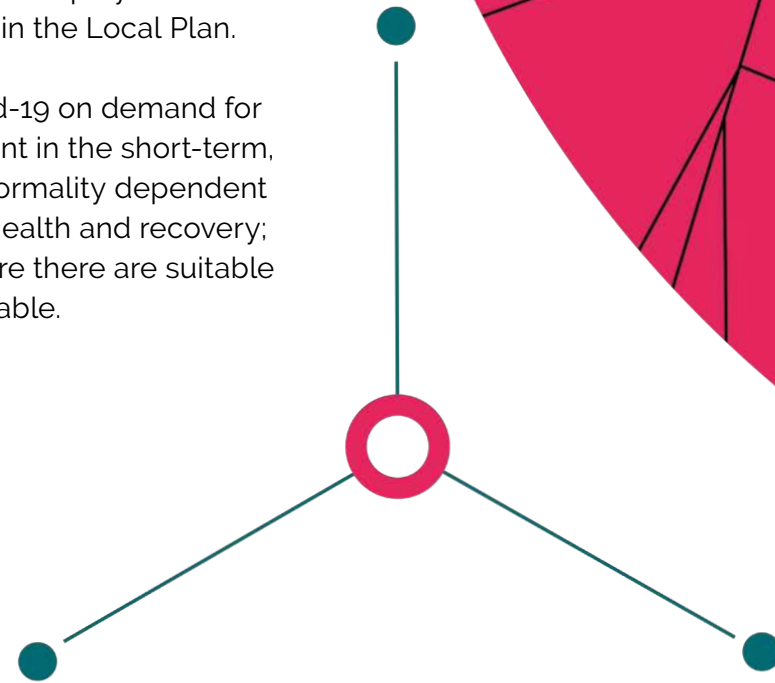 in the Local Plan.
d-19 on demand for
nt in the short-term,
ormality dependent
ealth and recovery;
re there are suitable
able.